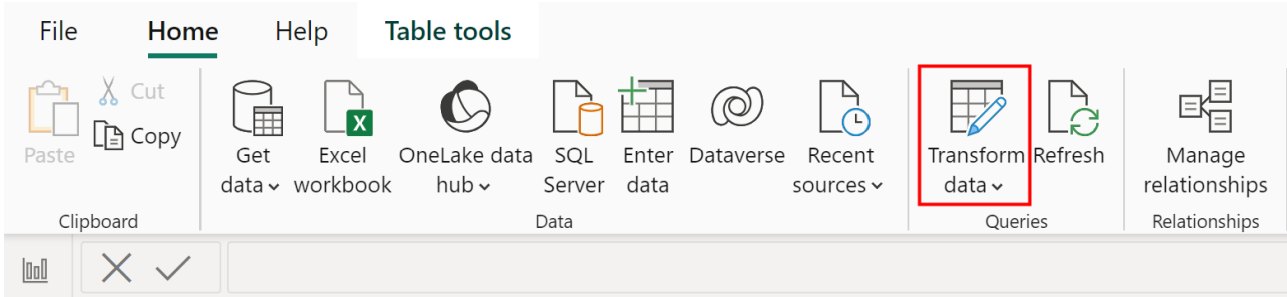 File Home Help Table tools
Cut
Copy
Paste
Clipboard
Get
data
Excel
workbook
OneLake data
hub
SQL
Server
Enter
data
Dataverse
Recent
sources
Data
Transform
data
Refresh
Queries
Manage
relationships
Relationships